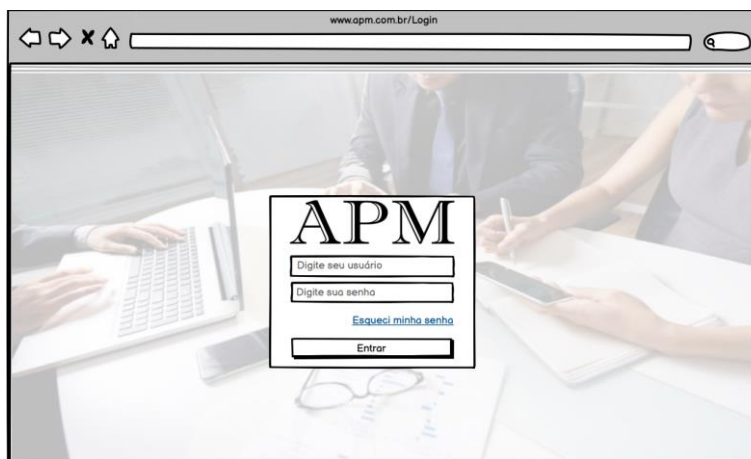 www.apm.com.br/Login
APM
Digite seu usuário
Digite sua senha
Esqueci minha senha
Entrar